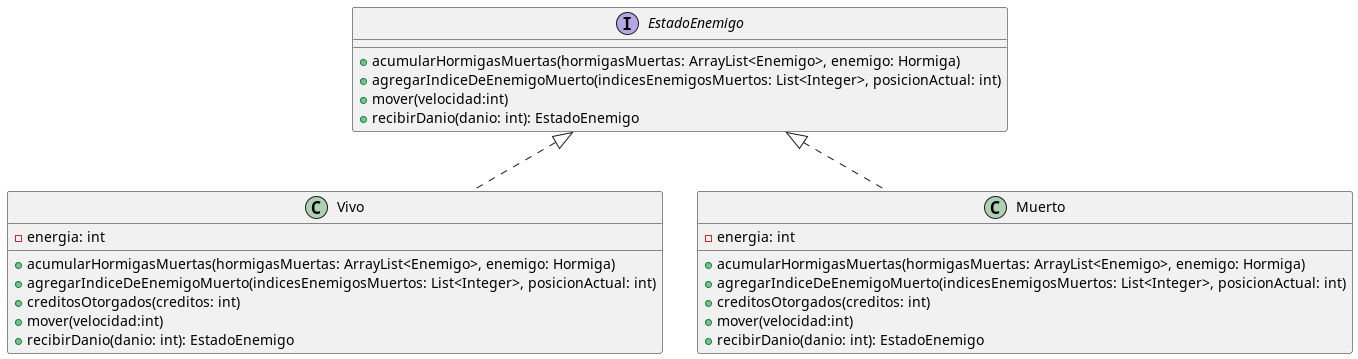 I EstadoEnemigo
acumularHormigasMuertas(hormigasMuertas: ArrayList<Enemigo>, enemigo: Hormiga)
agregarIndiceDeEnemigoMuerto(indicesEnemigosMuertos: List<Integer>, posicionActual: int)
mover(velocidad:int)
recibirDanio(danio: int): EstadoEnemigo
C Vivo
energia: int
acumularHormigasMuertas(hormigasMuertas: ArrayList<Enemigo>, enemigo: Hormiga)
agregarIndiceDeEnemigoMuerto(indicesEnemigosMuertos: List<Integer>, posicionActual: int)
creditosOtorgados(creditos: int)
mover(velocidad:int)
recibirDanio(danio: int): EstadoEnemigo
C Muerto
energia: int
acumularHormigasMuertas(hormigasMuertas: ArrayList<Enemigo>, enemigo: Hormiga)
agregarIndiceDeEnemigoMuerto(indicesEnemigosMuertos: List<Integer>, posicionActual: int)
creditosOtorgados(creditos: int)
mover(velocidad:int)
recibirDanio(danio: int): EstadoEnemigo